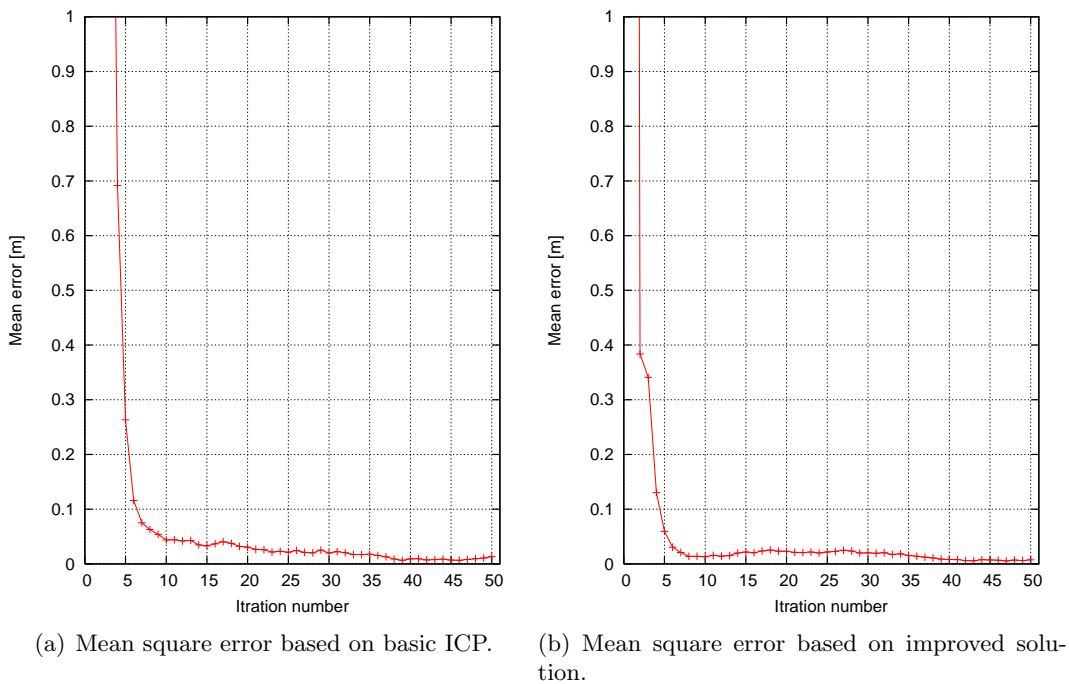 1
0.9
0.8
0.7
0.6
0.5
0.4
0.3
0.2
0.1
0
Mean error [m]
0 5 10 15 20 25 30 35 40 45 50
Itration number
(a) Mean square error based on basic ICP.
1
0.9
0.8
0.7
0.6
0.5
0.4
0.3
0.2
0.1
0
Mean error [m]
0 5 10 15 20 25 30 35 40 45 50
Itration number
(b) Mean square error based on improved solu-
tion.